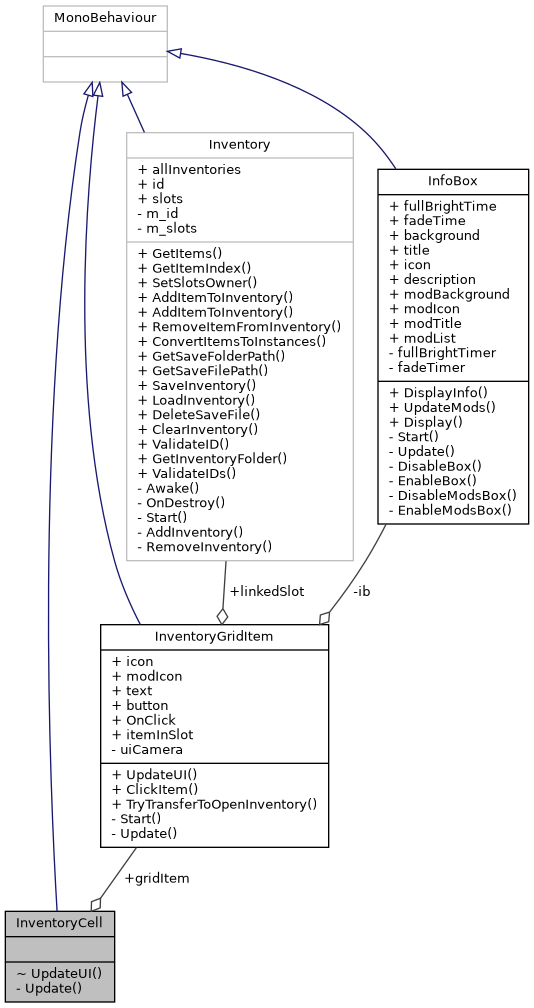 MonoBehaviour
Inventory
+ allInventories
+ id
+ slots
- m_id
- m_slots
+ GetItems()
+ GetItemIndex()
+ SetSlotsOwner()
+ AddItemToInventory()
+ AddItemToInventory()
+ RemoveItemFromInventory()
+ ConvertItemsToInstances()
+ GetSaveFolderPath()
+ GetSaveFilePath()
+ SaveInventory()
+ LoadInventory()
+ DeleteSaveFile()
+ ClearInventory()
+ ValidateID()
+ GetInventoryFolder()
+ ValidateIDs()
- Awake()
- OnDestroy()
- Start()
- AddInventory()
- RemoveInventory()
InfoBox
+ fullBrightTime
+ fadeTime
+ background
+ title
+ icon
+ description
+ modBackground
+ modIcon
+ modTitle
+ modList
- fullBrightTimer
- fadeTimer
+ DisplayInfo()
+ UpdateMods()
+ Display()
- Start()
- Update()
- DisableBox()
- EnableBox()
- DisableModsBox()
- EnableModsBox()
+linkedSlot
-ib
InventoryGridItem
+ icon
+ modIcon
+ text
+ button
+ OnClick
+ itemInSlot
- uiCamera
+ UpdateUI()
+ ClickItem()
+ TryTransferToOpenInventory()
- Start()
- Update()
+gridItem
InventoryCell
~ UpdateUI()
- Update()